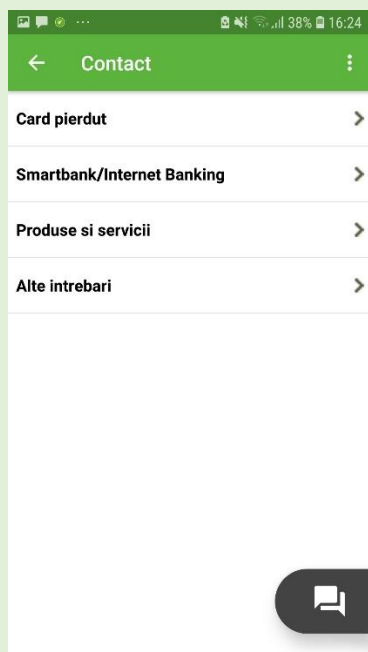 38% 16:24
Contact
Card pierdut
Smartbank/Internet Banking
Produse si servicii
Alte intrebari